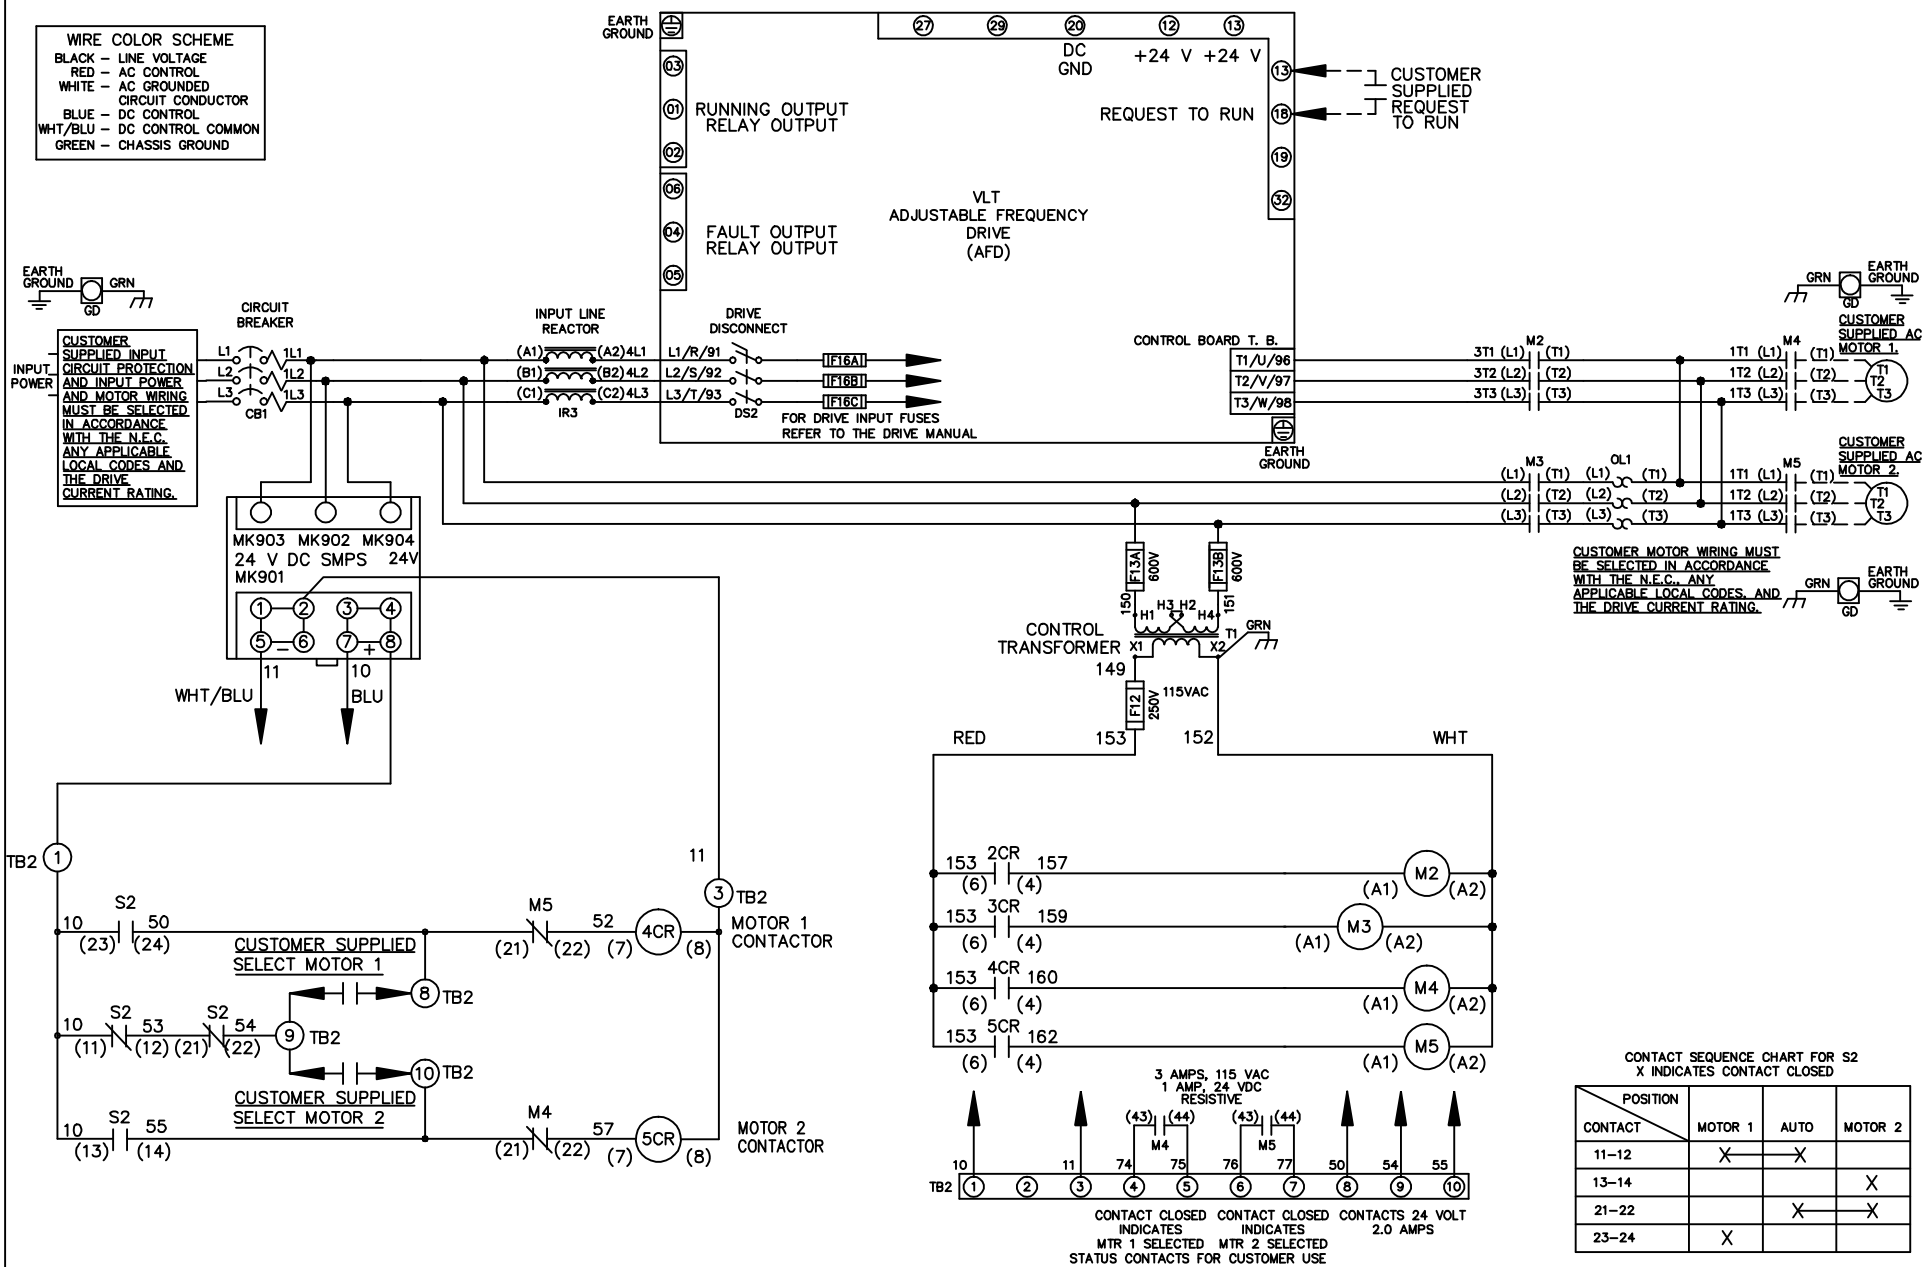 WIRE COLOR SCHEME
BLACK – LINE VOLTAGE
RED – AC CONTROL
WHITE – AC GROUNDED
CIRCUIT CONDUCTOR
BLUE – DC CONTROL
WHT/BLU – DC CONTROL COMMON
GREEN – CHASSIS GROUND
EARTH
GROUND
27 29 20 12 13
DC
GND
+24 V +24 V
03
01
02
RUNNING OUTPUT
RELAY OUTPUT
06
04
05
FAULT OUTPUT
RELAY OUTPUT
REQUEST TO RUN
13
18
19
32
CUSTOMER
SUPPLIED
REQUEST
TO RUN
VLT
ADJUSTABLE FREQUENCY
DRIVE
(AFD)
EARTH
GROUND
GRN
GD
INPUT
POWER
CUSTOMER
SUPPLIED INPUT
CIRCUIT PROTECTION
AND INPUT POWER
AND MOTOR WIRING
MUST BE SELECTED
IN ACCORDANCE
WITH THE N.E.C.
ANY APPLICABLE
LOCAL CODES AND
THE DRIVE
CURRENT RATING.
CIRCUIT
BREAKER
L1 1L1
L2 1L2
L3 1L3
CB1
INPUT LINE
REACTOR
(A1) (A2) 4L1
(B1) (B2) 4L2
(C1) (C2) 4L3
IR3
DRIVE
DISCONNECT
L1/R/91
L2/S/92
L3/T/93
DS2
F16A
F16B
F16C
FOR DRIVE INPUT FUSES
REFER TO THE DRIVE MANUAL
CONTROL BOARD T. B.
T1/U/96
T2/V/97
T3/W/98
EARTH
GROUND
M2
3T1 (L1) (T1)
3T2 (L2) (T2)
3T3 (L3) (T3)
M4
1T1 (L1) (T1)
1T2 (L2) (T2)
1T3 (L3) (T3)
T1
T2
T3
GRN
GD
EARTH
GROUND
CUSTOMER
SUPPLIED AC
MOTOR 1.
M3 OL1
(L1) (T1) (L1) (T1)
(L2) (T2) (L2) (T2)
(L3) (T3) (L3) (T3)
M5
1T1 (L1) (T1)
1T2 (L2) (T2)
1T3 (L3) (T3)
T1
T2
T3
CUSTOMER
SUPPLIED AC
MOTOR 2.
CUSTOMER MOTOR WIRING MUST
BE SELECTED IN ACCORDANCE
WITH THE N.E.C., ANY
APPLICABLE LOCAL CODES, AND
THE DRIVE CURRENT RATING.
GRN
GD
EARTH
GROUND
MK903 MK902 MK904
24 V DC SMPS 24V
MK901
1 2 3 4
5 – 6 7 + 8
11 10
WHT/BLU BLU
F13A
600V
F13B
600V
150 151
H1 H3 H2 H4
CONTROL
TRANSFORMER
X1 X2
T1
GRN
149
F12
250V
115VAC
153 152
RED WHT
TB2 1
11
3 TB2
S2
10 50
(23) (24)
M5
52
(21) (22) (7) 4CR (8)
MOTOR 1
CONTACTOR
CUSTOMER SUPPLIED
SELECT MOTOR 1
8 TB2
S2 S2
10 53 54
(11) (12) (21) (22)
9 TB2
10 TB2
CUSTOMER SUPPLIED
SELECT MOTOR 2
S2
10 55
(13) (14)
M4
57
(21) (22) (7) 5CR (8)
MOTOR 2
CONTACTOR
153 2CR 157
(6) (4)
(A1) M2 (A2)
153 3CR 159
(6) (4)
(A1) M3 (A2)
153 4CR 160
(6) (4)
(A1) M4 (A2)
153 5CR 162
(6) (4)
(A1) M5 (A2)
3 AMPS, 115 VAC
1 AMP, 24 VDC
RESISTIVE
(43) (44) (43) (44)
M4 M5
10 11 74 75 76 77 50 54 55
TB2 1 2 3 4 5 6 7 8 9 10
CONTACT CLOSED
INDICATES
MTR 1 SELECTED
CONTACT CLOSED
INDICATES
MTR 2 SELECTED
CONTACTS 24 VOLT
2.0 AMPS
STATUS CONTACTS FOR CUSTOMER USE
CONTACT SEQUENCE CHART FOR S2
X INDICATES CONTACT CLOSED
POSITION
CONTACT MOTOR 1 AUTO MOTOR 2
11–12 X X
13–14 X
21–22 X X
23–24 X